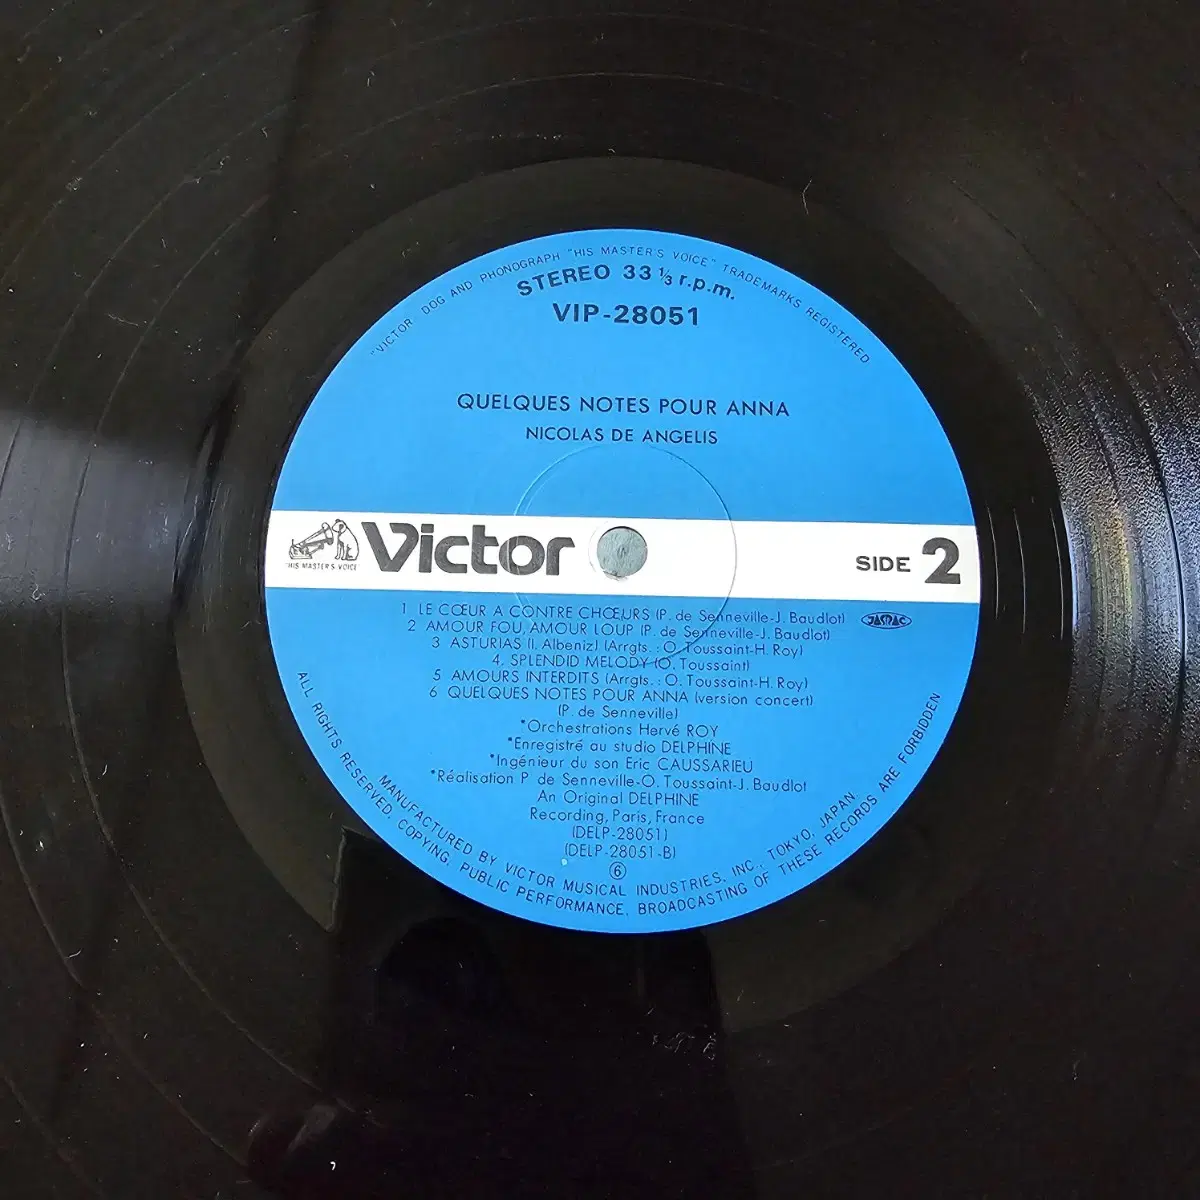 "VICTOR DOG AND PHONOGRAPH "HIS MASTER'S VOICE" TRADEMARKS REGISTERED
STEREO 33 1/3 r.p.m.
VIP-28051
QUELQUES NOTES POUR ANNA
NICOLAS DE ANGELIS
"HIS MASTER'S VOICE"
Victor
SIDE 2
1 LE CŒUR A CONTRE CHŒURS (P. de Senneville-J. Baudlot)
JASRAC
2 AMOUR FOU, AMOUR LOUP (P. de Senneville-J. Baudlot)
3 ASTURIAS (I. Albeniz) (Arrgts. : O. Toussaint-H. Roy)
4. SPLENDID MELODY (O. Toussaint)
5 AMOURS INTERDITS (Arrgts. : O. Toussaint-H. Roy)
6 QUELQUES NOTES POUR ANNA (version concert)
(P. de Senneville)
*Orchestrations Hervé ROY
*Enregistré au studio DELPHINE
*Ingénieur du son Eric CAUSSARIEU
*Réalisation P de Senneville-O. Toussaint-J. Baudlot
An Original DELPHINE
Recording, Paris, France
(DELP-28051)
(DELP-28051-B)
⑥
MANUFACTURED BY VICTOR MUSICAL INDUSTRIES, INC., TOKYO, JAPAN.
ALL RIGHTS RESERVED. COPYING, PUBLIC PERFORMANCE, BROADCASTING OF THESE RECORDS ARE FORBIDDEN